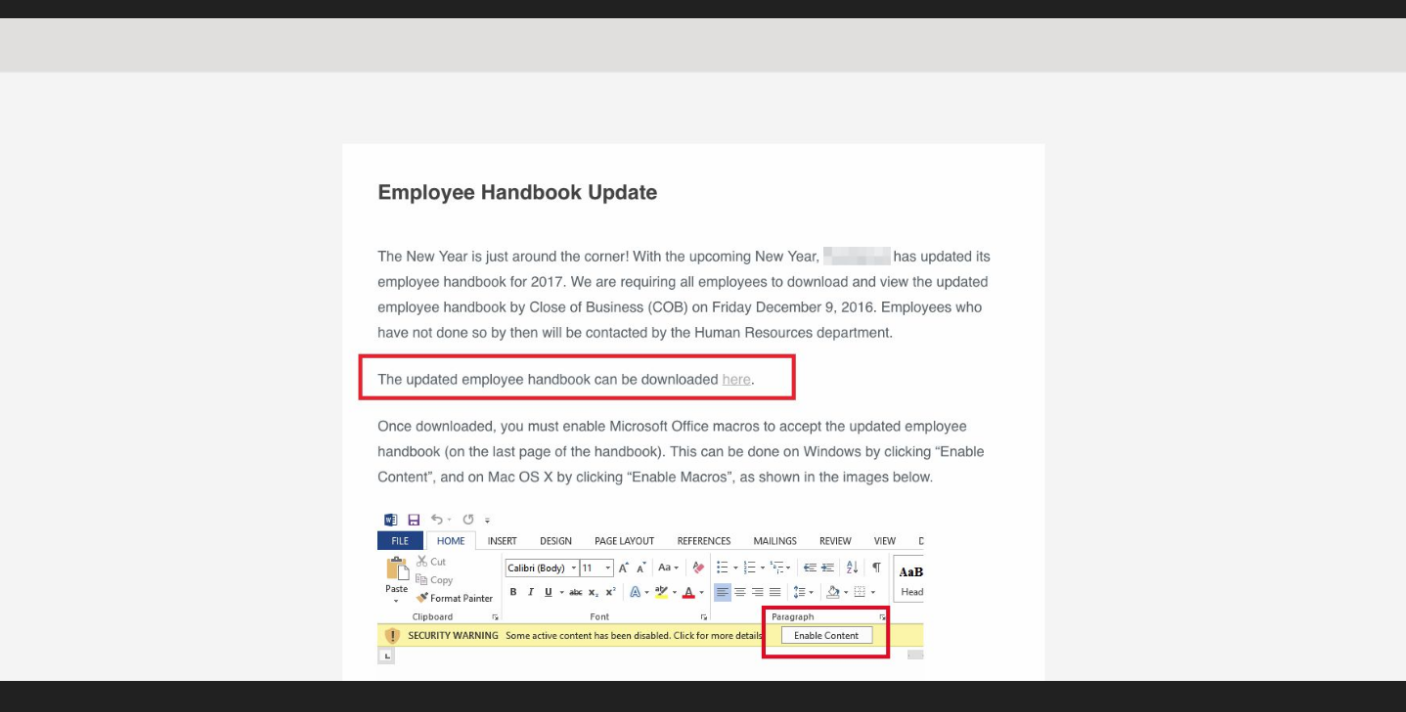 Employee Handbook Update
The New Year is just around the corner! With the upcoming New Year, has updated its
employee handbook for 2017. We are requiring all employees to download and view the updated
employee handbook by Close of Business (COB) on Friday December 9, 2016. Employees who
have not done so by then will be contacted by the Human Resources department.
The updated employee handbook can be downloaded here.
Once downloaded, you must enable Microsoft Office macros to accept the updated employee
handbook (on the last page of the handbook). This can be done on Windows by clicking “Enable
Content”, and on Mac OS X by clicking “Enable Macros”, as shown in the images below.
FILE HOME INSERT DESIGN PAGE LAYOUT REFERENCES MAILINGS REVIEW VIEW
Paste
Cut
Copy
Format Painter
Clipboard
Calibri (Body) 11 Aa
B I U abc x₂ x² A ab A
Font
Paragraph
AaB
Head
SECURITY WARNING Some active content has been disabled. Click for more details Enable Content